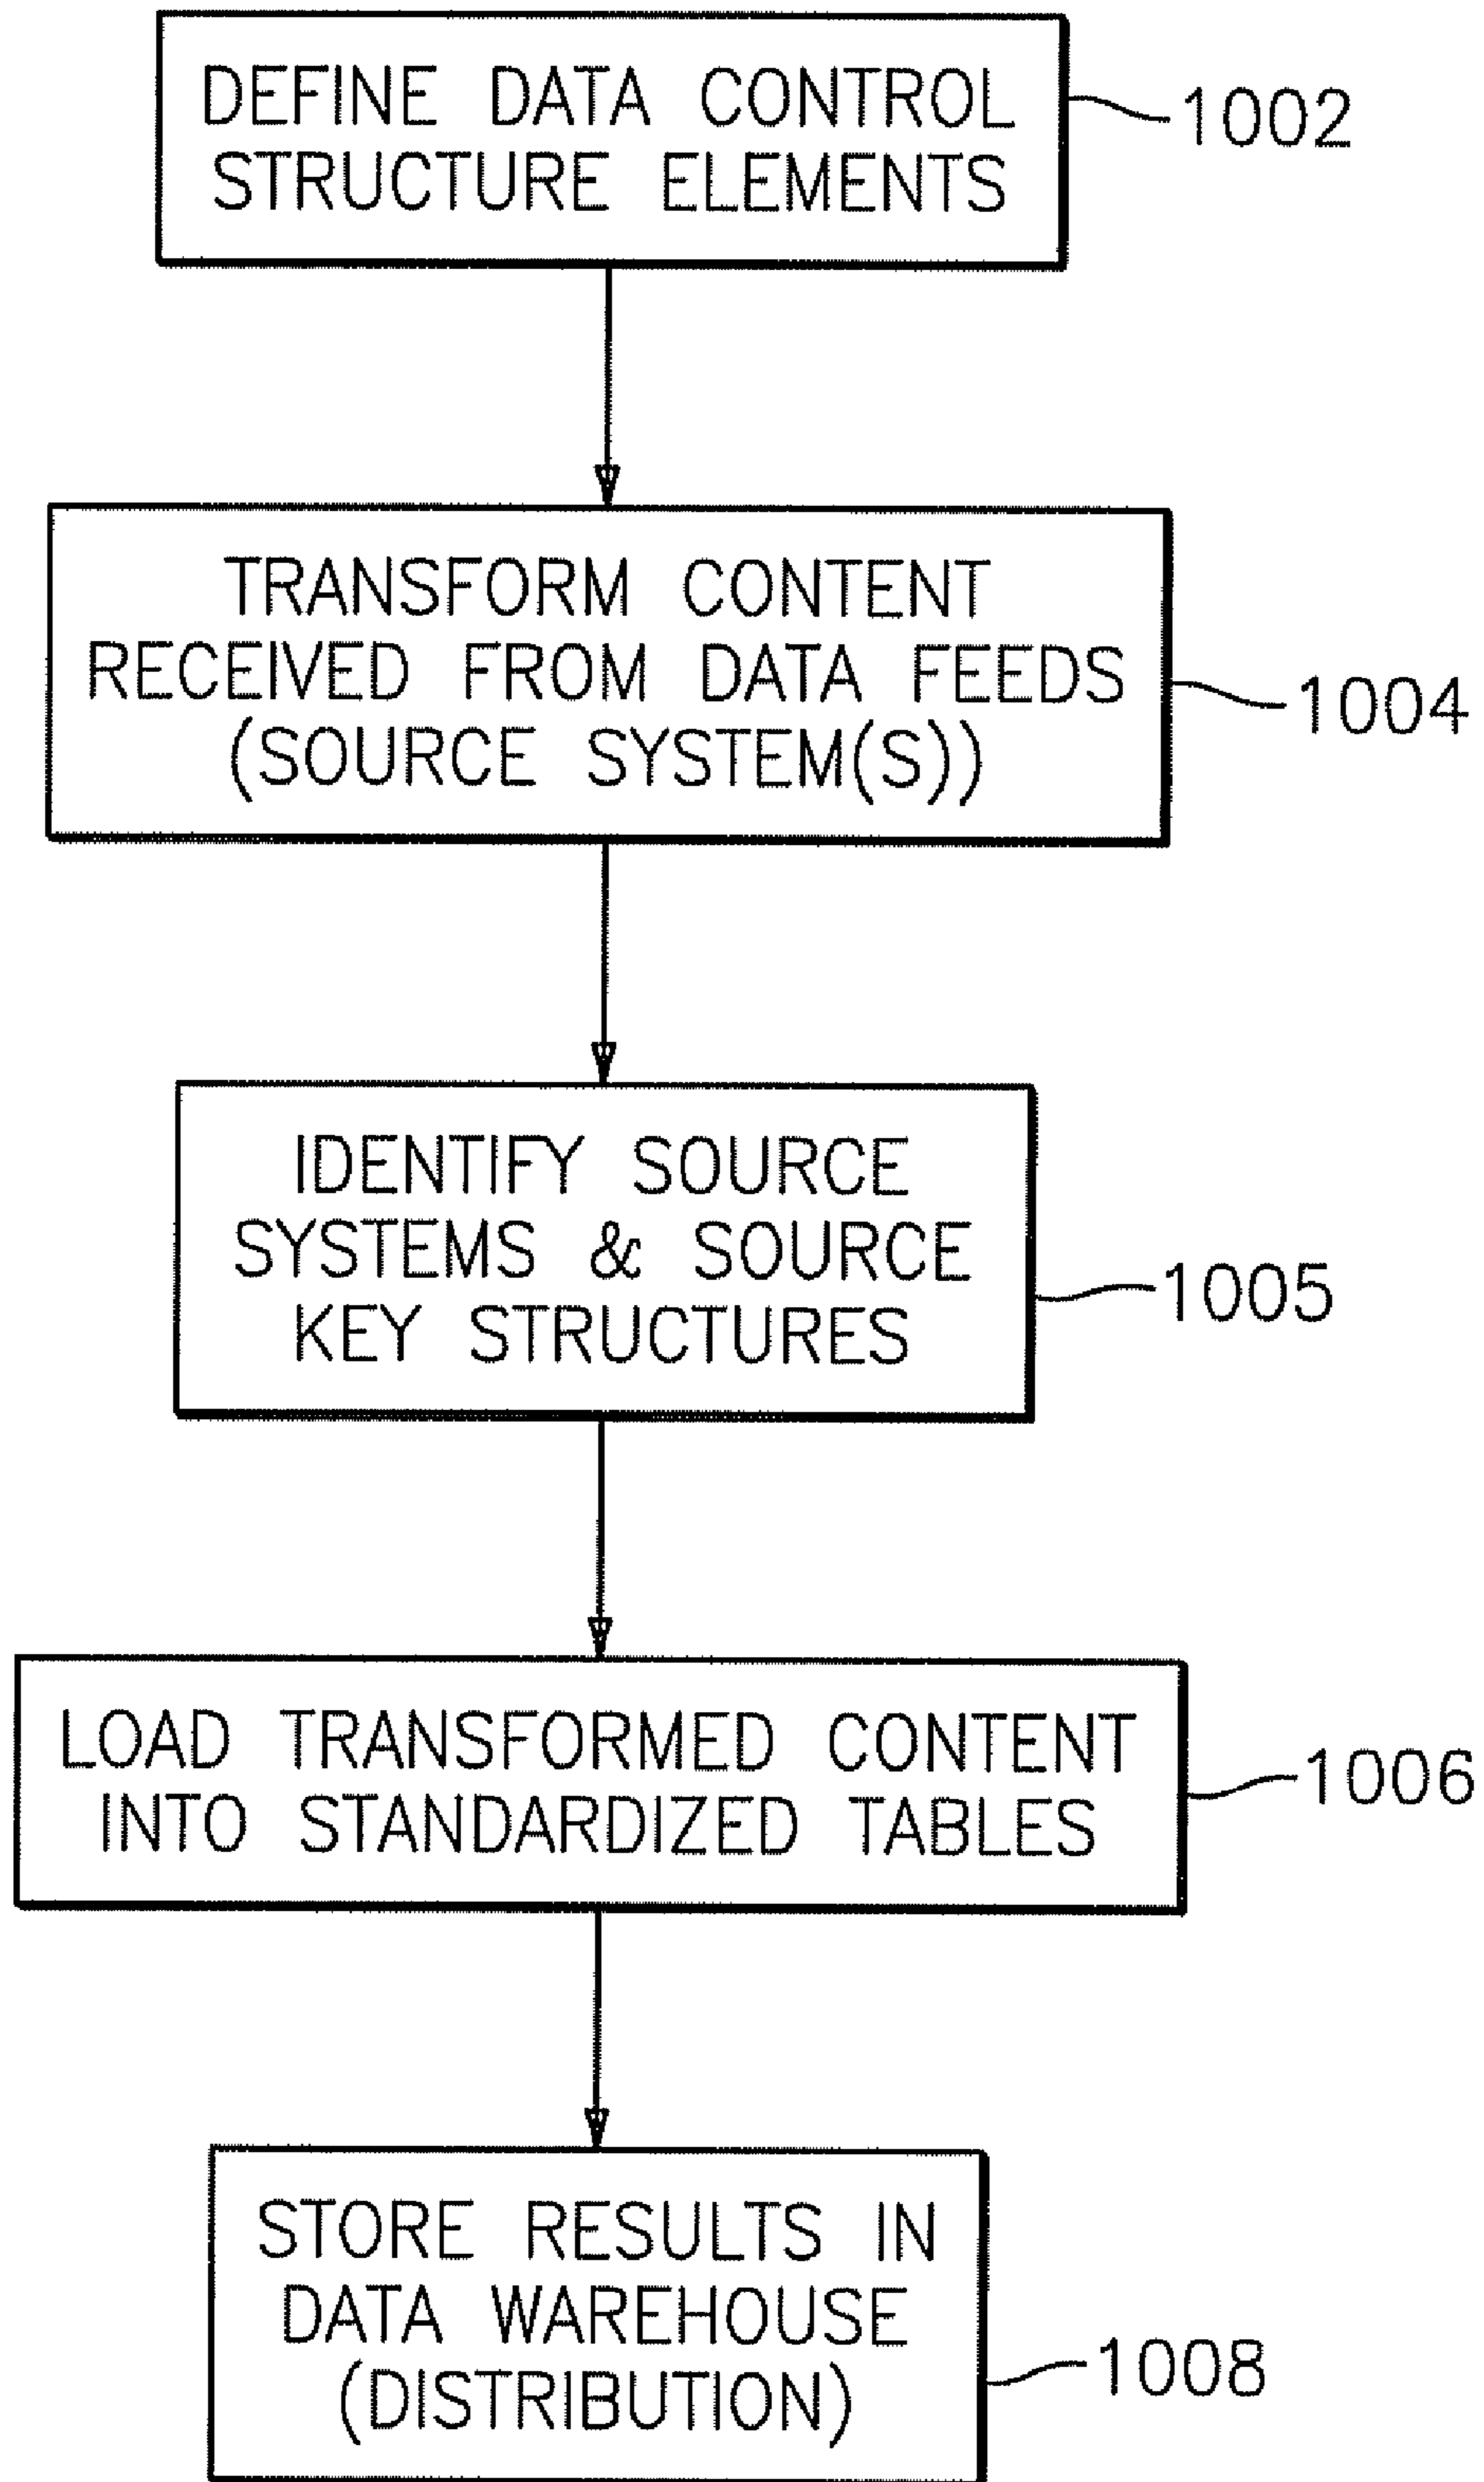 DEFINE DATA CONTROL
STRUCTURE ELEMENTS
1002
TRANSFORM CONTENT
RECEIVED FROM DATA FEEDS
(SOURCE SYSTEM(S))
1004
IDENTIFY SOURCE
SYSTEMS & SOURCE
KEY STRUCTURES
1005
LOAD TRANSFORMED CONTENT
INTO STANDARDIZED TABLES
1006
STORE RESULTS IN
DATA WAREHOUSE
(DISTRIBUTION)
1008